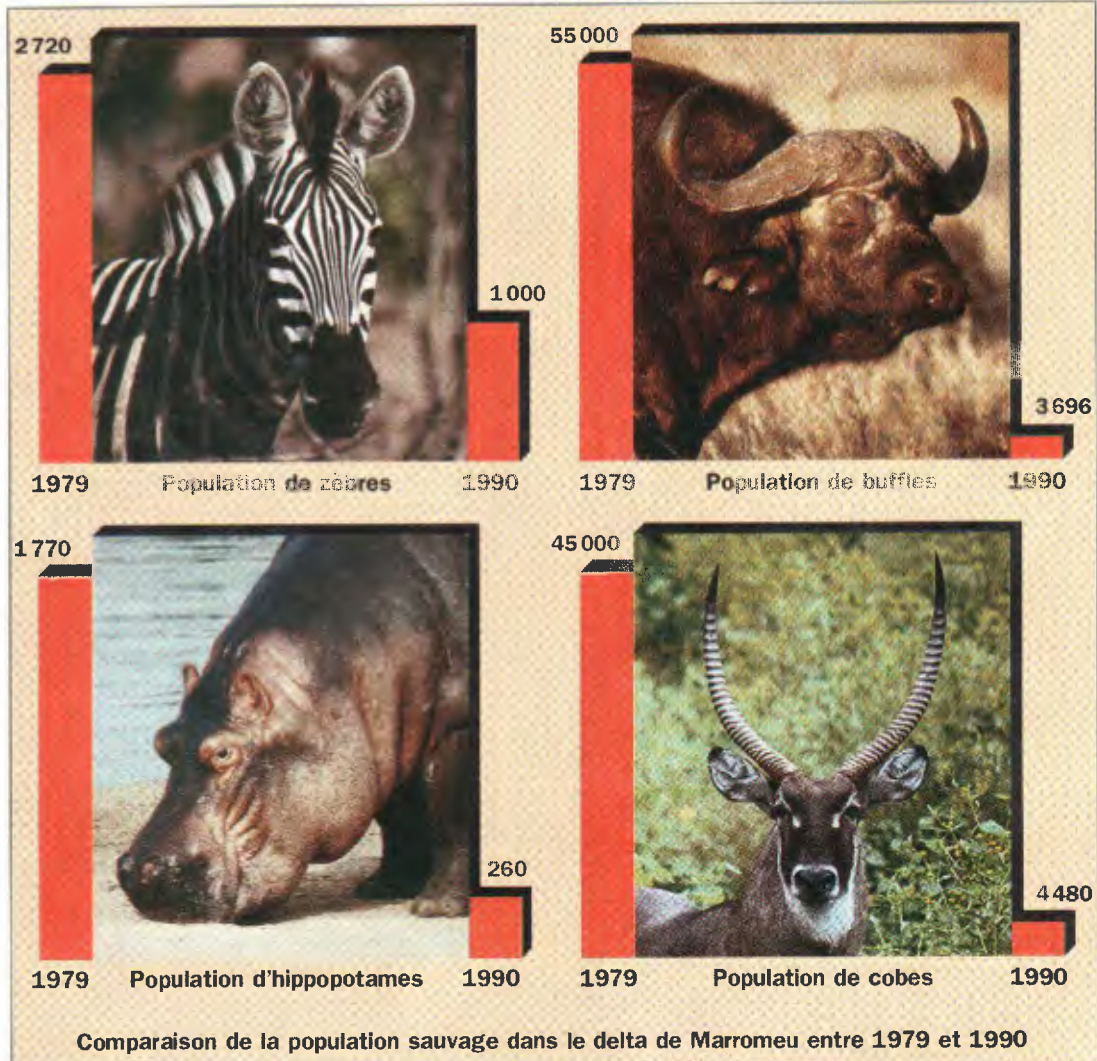 2 720
1 000
1979 Population de zèbres 1990
55 000
3 696
1979 Population de buffles 1990
1 770
260
1979 Population d'hippopotames 1990
45 000
4 480
1979 Population de cobes 1990
Comparaison de la population sauvage dans le delta de Marromeu entre 1979 et 1990